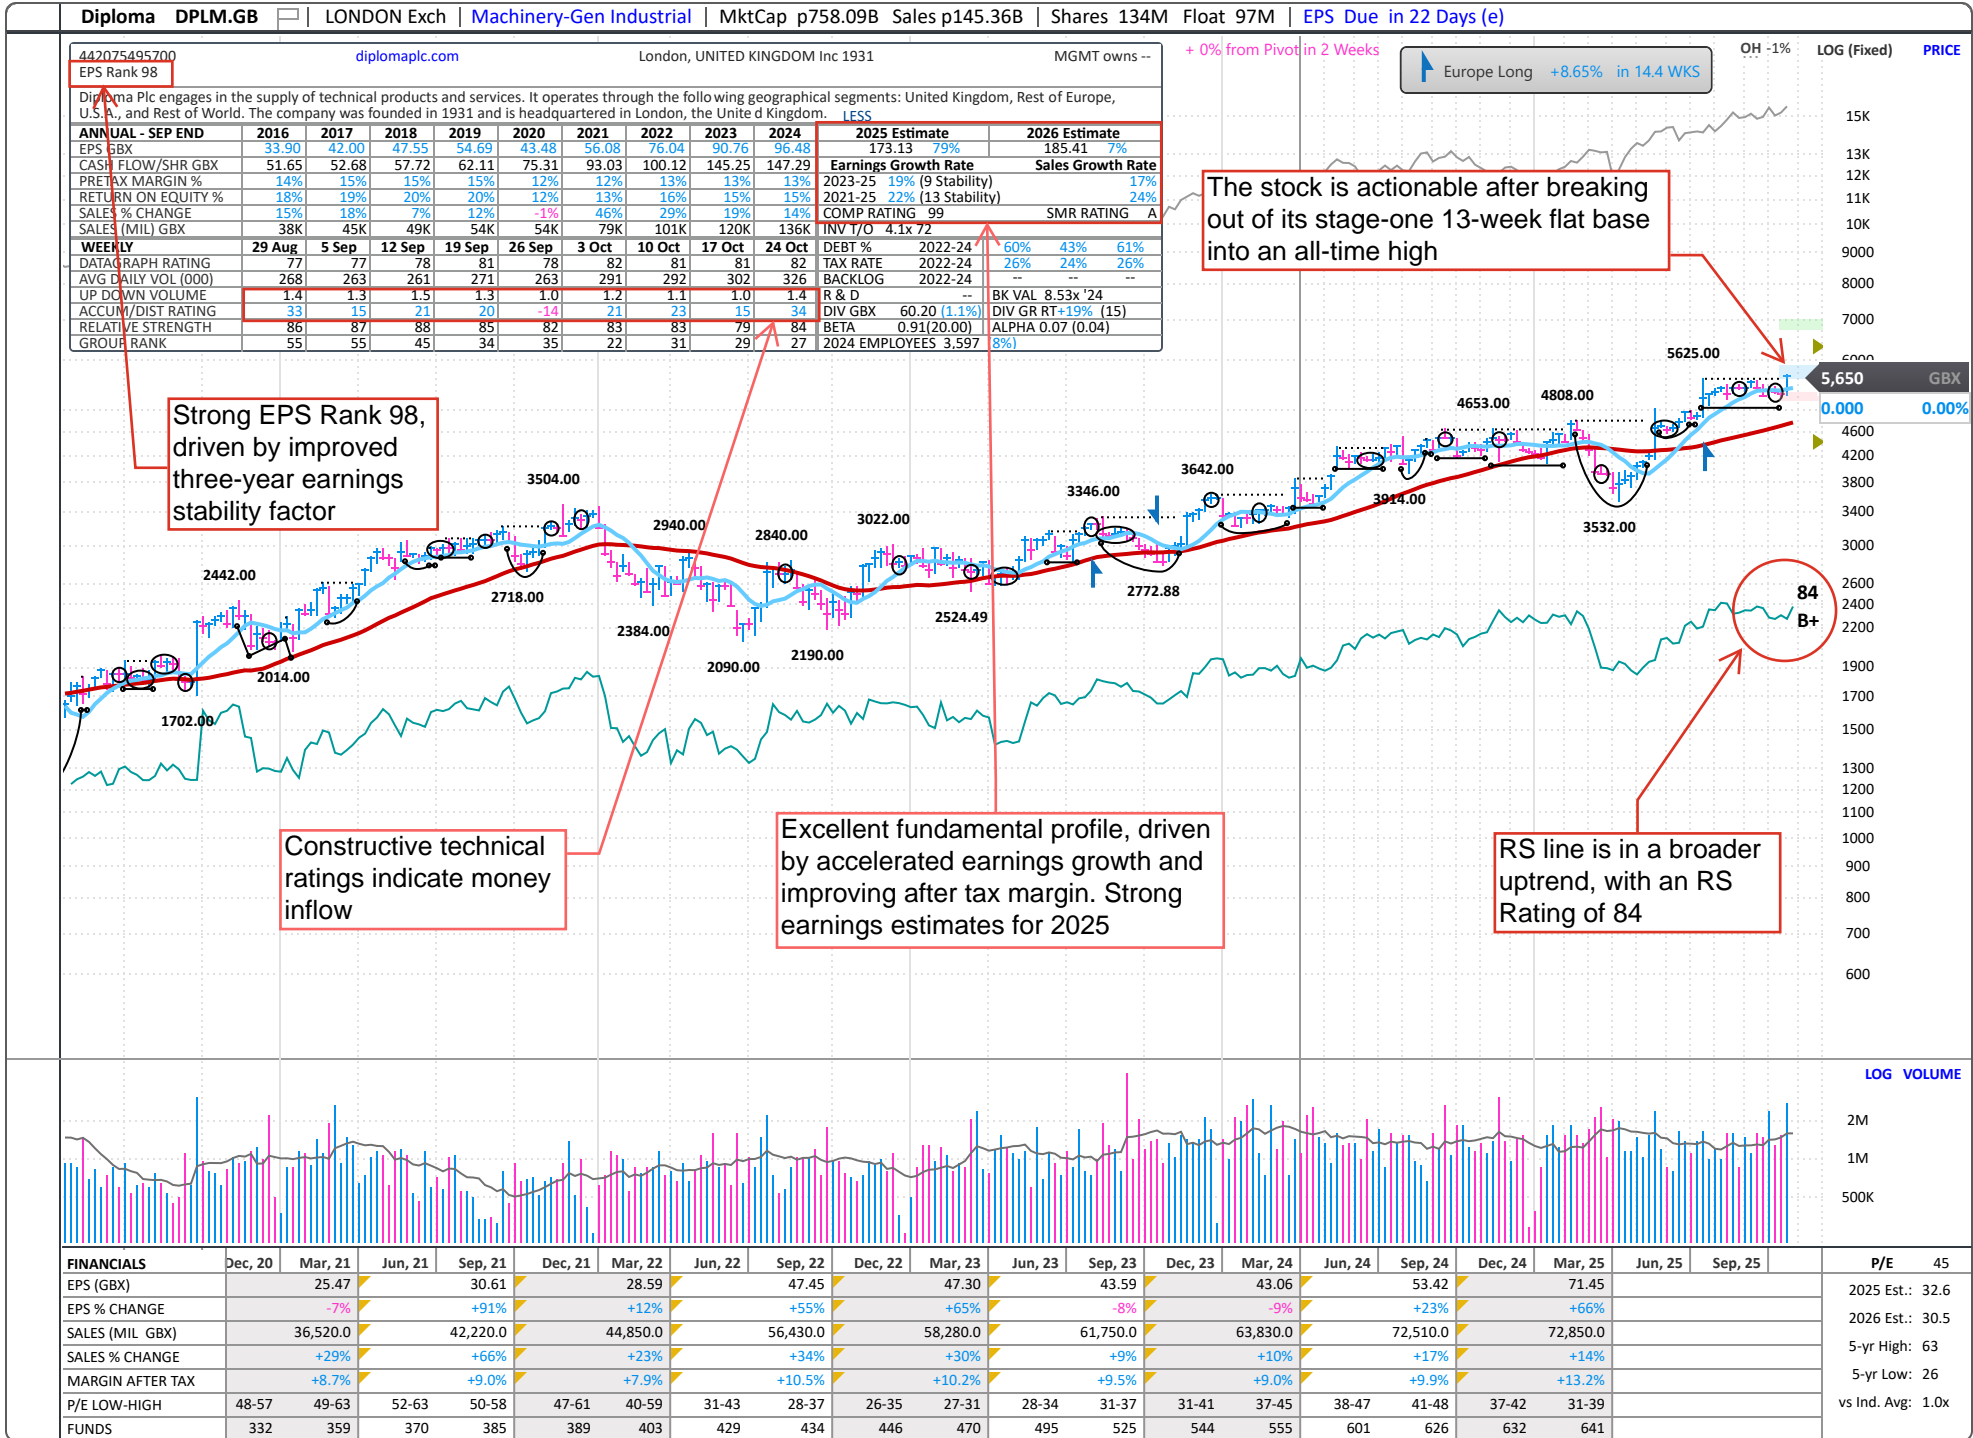 Diploma DPLM.GB LONDON Exch Machinery-Gen Industrial MktCap p758.09B Sales p145.36B Shares 134M Float 97M EPS Due in 22 Days (e)
442075495700 diplomaplc.com London, UNITED KINGDOM Inc 1931 MGMT owns --
EPS Rank 98
Diploma Plc engages in the supply of technical products and services. It operates through the following geographical segments: United Kingdom, Rest of Europe,
U.S.A., and Rest of World. The company was founded in 1931 and is headquartered in London, the United Kingdom. LESS
+ 0% from Pivot in 2 Weeks
Europe Long +8.65% in 14.4 WKS
OH -1% LOG (Fixed) PRICE
ANNUAL - SEP END 2016 2017 2018 2019 2020 2021 2022 2023 2024 2025 Estimate 2026 Estimate
EPS GBX 33.90 42.00 47.55 54.69 43.48 56.08 76.04 90.76 96.48 173.13 79% 185.41 7%
CASH FLOW/SHR GBX 51.65 52.68 57.72 62.11 75.31 93.03 100.12 145.25 147.29 Earnings Growth Rate Sales Growth Rate
PRETAX MARGIN % 14% 15% 15% 15% 12% 12% 13% 13% 13% 2023-25 19% (9 Stability) 17%
RETURN ON EQUITY % 18% 19% 20% 20% 12% 13% 16% 15% 15% 2021-25 22% (13 Stability) 24%
SALES % CHANGE 15% 18% 7% 12% -1% 46% 29% 19% 14% COMP RATING 99 SMR RATING A
SALES (MIL) GBX 38K 45K 49K 54K 54K 79K 101K 120K 136K INV T/O 4.1x 72
WEEKLY 29 Aug 5 Sep 12 Sep 19 Sep 26 Sep 3 Oct 10 Oct 17 Oct 24 Oct DEBT % 2022-24 60% 43% 61%
DATAGRAPH RATING 77 77 78 81 78 82 81 81 82 TAX RATE 2022-24 26% 24% 26%
AVG DAILY VOL (000) 268 263 261 271 263 291 292 302 326 BACKLOG 2022-24 -- -- --
UP DOWN VOLUME 1.4 1.3 1.5 1.3 1.0 1.2 1.1 1.0 1.4 R & D -- BK VAL 8.53x '24
ACCUM/DIST RATING 33 15 21 20 -14 21 23 15 34 DIV GBX 60.20 (1.1%) DIV GR RT +19% (15)
RELATIVE STRENGTH 86 87 88 85 82 83 83 79 84 BETA 0.91(20.00) ALPHA 0.07 (0.04)
GROUP RANK 55 55 45 34 35 22 31 29 27 2024 EMPLOYEES 3,597 8%)
The stock is actionable after breaking
out of its stage-one 13-week flat base
into an all-time high
Strong EPS Rank 98,
driven by improved
three-year earnings
stability factor
Constructive technical
ratings indicate money
inflow
Excellent fundamental profile, driven
by accelerated earnings growth and
improving after tax margin. Strong
earnings estimates for 2025
RS line is in a broader
uptrend, with an RS
Rating of 84
84
B+
1702.00
2442.00
2014.00
2718.00
3504.00
2384.00
2940.00
2090.00
2840.00
2190.00
3022.00
2524.49
3346.00
2772.88
3642.00
3914.00
4653.00
4808.00
3532.00
5625.00
15K
13K
12K
11K
10K
9000
8000
7000
6000
5,650 GBX
0.000 0.00%
4600
4200
3800
3400
3000
2600
2400
2200
1900
1700
1500
1300
1200
1100
1000
900
800
700
600
LOG VOLUME
2M
1M
500K
FINANCIALS Dec, 20 Mar, 21 Jun, 21 Sep, 21 Dec, 21 Mar, 22 Jun, 22 Sep, 22 Dec, 22 Mar, 23 Jun, 23 Sep, 23 Dec, 23 Mar, 24 Jun, 24 Sep, 24 Dec, 24 Mar, 25 Jun, 25 Sep, 25 P/E 45
EPS (GBX) 25.47 30.61 28.59 47.45 47.30 43.59 43.06 53.42 71.45
2025 Est.: 32.6
EPS % CHANGE -7% +91% +12% +55% +65% -8% -9% +23% +66%
2026 Est.: 30.5
SALES (MIL GBX) 36,520.0 42,220.0 44,850.0 56,430.0 58,280.0 61,750.0 63,830.0 72,510.0 72,850.0
5-yr High: 63
SALES % CHANGE +29% +66% +23% +34% +30% +9% +10% +17% +14%
5-yr Low: 26
MARGIN AFTER TAX +8.7% +9.0% +7.9% +10.5% +10.2% +9.5% +9.0% +9.9% +13.2%
P/E LOW-HIGH 48-57 49-63 52-63 50-58 47-61 40-59 31-43 28-37 26-35 27-31 28-34 31-37 31-41 37-45 38-47 41-48 37-42 31-39
vs Ind. Avg: 1.0x
FUNDS 332 359 370 385 389 403 429 434 446 470 495 525 544 555 601 626 632 641